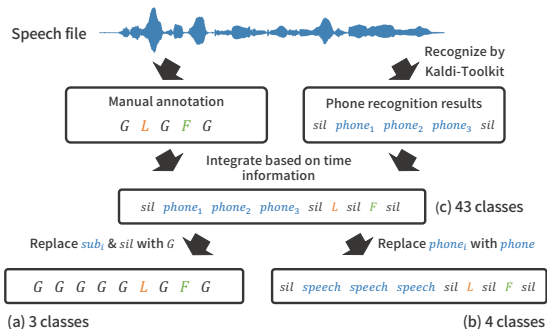 Speech file
Recognize by
Kaldi-Toolkit
Manual annotation
G L G F G
Phone recognition results
sil phone₁ phone₂ phone₃ sil
Integrate based on time
information
sil phone₁ phone₂ phone₃ sil L sil F sil
(c) 43 classes
Replace subᵢ & sil with G
Replace phoneᵢ with phone
G G G G G L G F G
sil speech speech speech sil L sil F sil
(a) 3 classes
(b) 4 classes